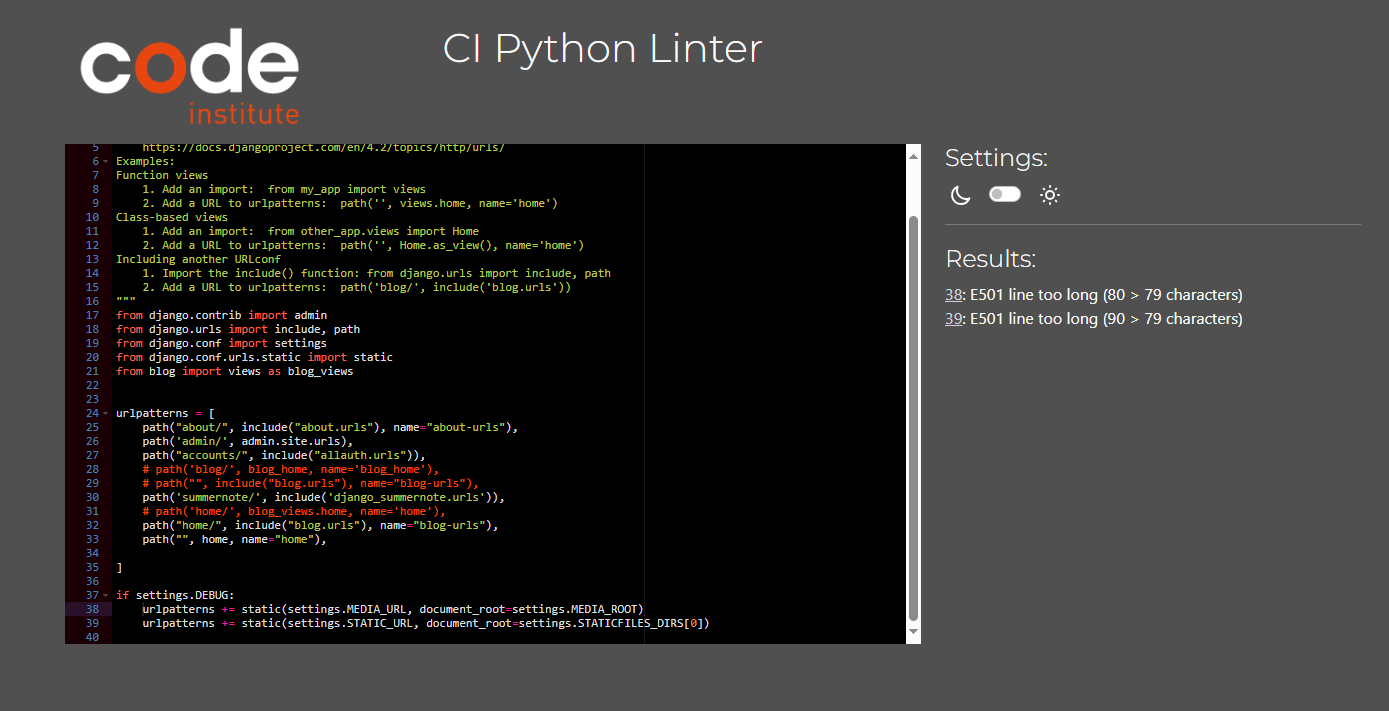 code
institute
CI Python Linter
5     https://docs.djangoproject.com/en/4.2/topics/http/urls/
6 Examples:
7 Function views
8     1. Add an import:  from my_app import views
9     2. Add a URL to urlpatterns:  path('', views.home, name='home')
10 Class-based views
11     1. Add an import:  from other_app.views import Home
12     2. Add a URL to urlpatterns:  path('', Home.as_view(), name='home')
13 Including another URLconf
14     1. Import the include() function: from django.urls import include, path
15     2. Add a URL to urlpatterns:  path('blog/', include('blog.urls'))
16 """
17 from django.contrib import admin
18 from django.urls import include, path
19 from django.conf import settings
20 from django.conf.urls.static import static
21 from blog import views as blog_views
22
23
24 urlpatterns = [
25     path("about/", include("about.urls"), name="about-urls"),
26     path('admin/', admin.site.urls),
27     path("accounts/", include("allauth.urls")),
28     # path('blog/', blog_home, name='blog_home'),
29     # path("", include("blog.urls"), name="blog-urls"),
30     path('summernote/', include('django_summernote.urls')),
31     # path('home/', blog_views.home, name='home'),
32     path("home/", include("blog.urls"), name="blog-urls"),
33     path("", home, name="home"),
34
35 ]
36
37 if settings.DEBUG:
38     urlpatterns += static(settings.MEDIA_URL, document_root=settings.MEDIA_ROOT)
39     urlpatterns += static(settings.STATIC_URL, document_root=settings.STATICFILES_DIRS[0])
40
Settings:
Results:
38: E501 line too long (80 > 79 characters)
39: E501 line too long (90 > 79 characters)